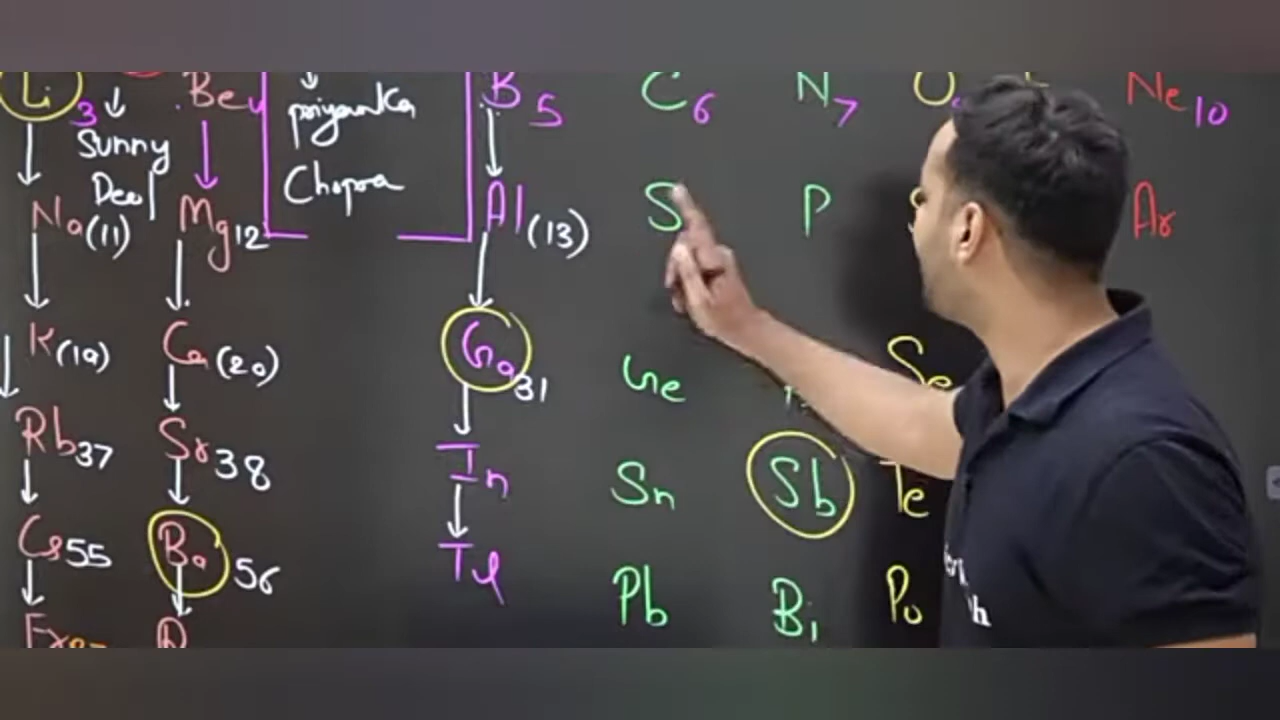 Li 3 Be 4 priyanka B 5 C 6 N 7 O Ne 10
Sunny
Deol Chopra
Na (11) Mg 12 Al (13) S P Ar
K (19) Ca (20) Ga 31 Ge Se
Rb 37 Sr 38 In Sn Sb Te
Cs 55 Ba 56 Tl Pb Bi Po